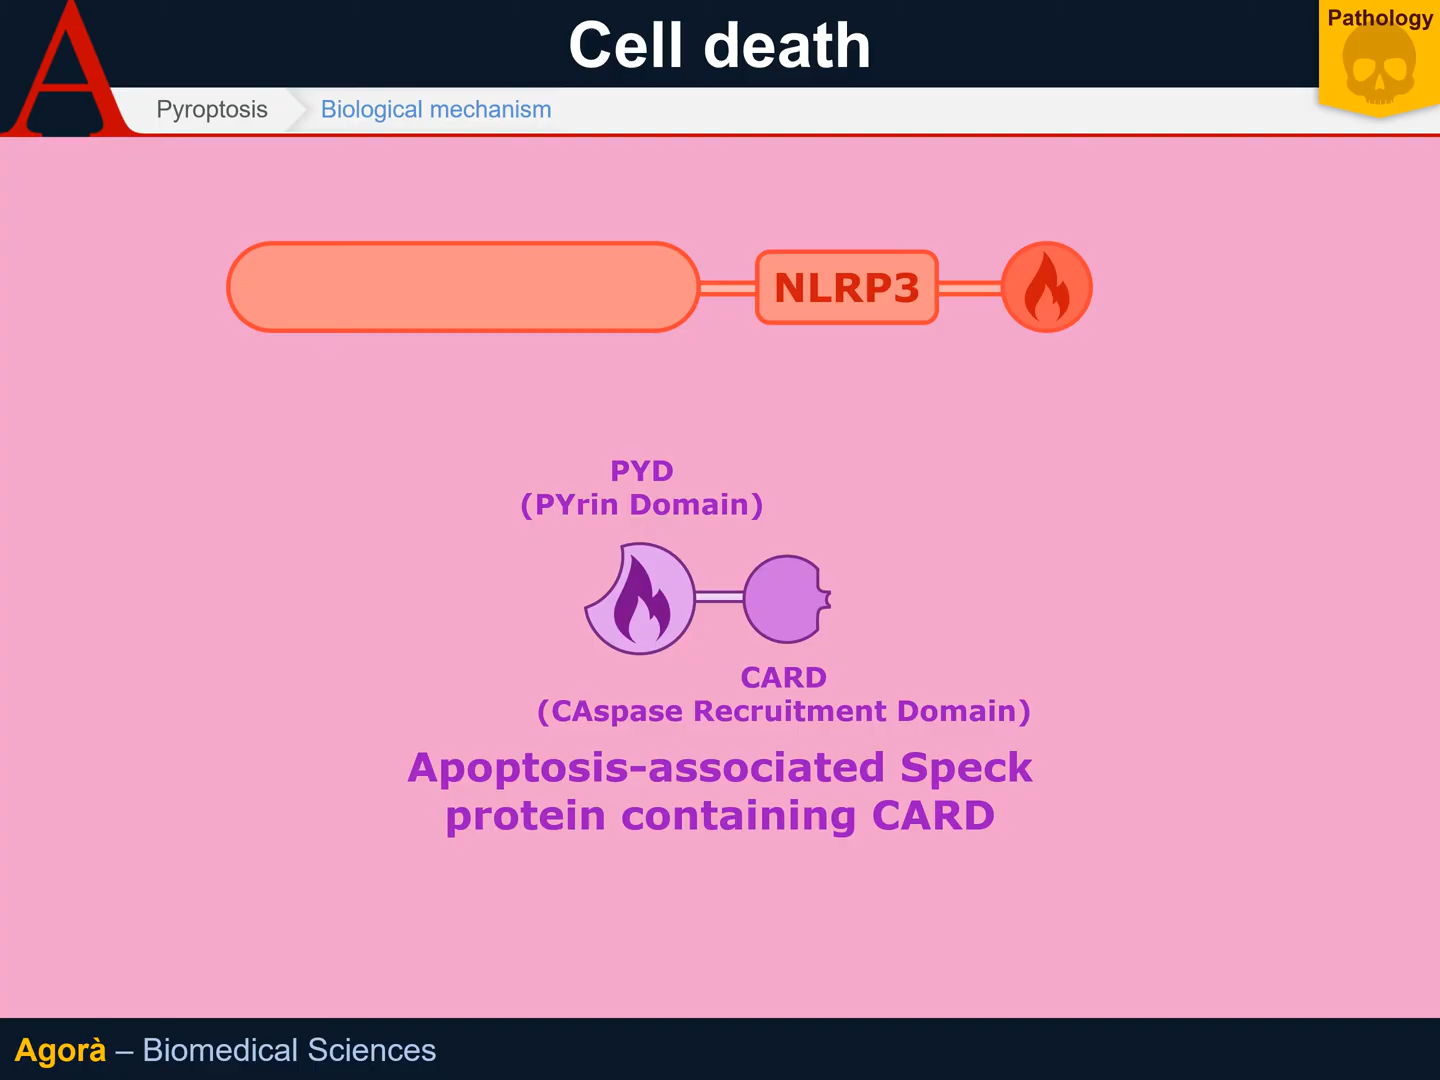 Cell death
Pathology
A
Pyroptosis
Biological mechanism
NLRP3
PYD
(PYrin Domain)
CARD
(CAspase Recruitment Domain)
Apoptosis-associated Speck
protein containing CARD
Agorà – Biomedical Sciences